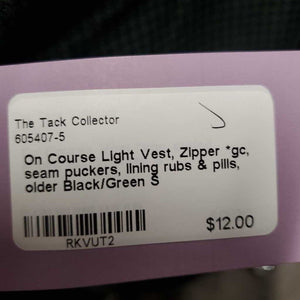 The Tack Collector
605407-5
On Course Light Vest, Zipper *gc,
seam puckers, lining rubs & pills,
older Black/Green S
$12.00
RKVUT2